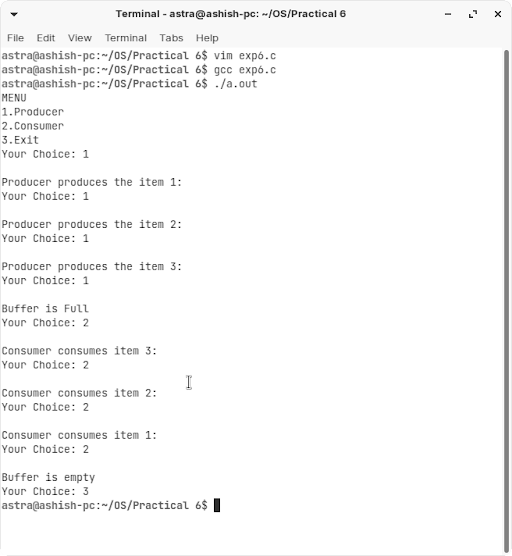 Terminal - astra@ashish-pc: ~/OS/Practical 6
File Edit View Terminal Tabs Help
astra@ashish-pc:~/OS/Practical 6$ vim exp6.c
astra@ashish-pc:~/OS/Practical 6$ gcc exp6.c
astra@ashish-pc:~/OS/Practical 6$ ./a.out
MENU
1.Producer
2.Consumer
3.Exit
Your Choice: 1
Producer produces the item 1:
Your Choice: 1
Producer produces the item 2:
Your Choice: 1
Producer produces the item 3:
Your Choice: 1
Buffer is Full
Your Choice: 2
Consumer consumes item 3:
Your Choice: 2
Consumer consumes item 2:
Your Choice: 2
Consumer consumes item 1:
Your Choice: 2
Buffer is empty
Your Choice: 3
astra@ashish-pc:~/OS/Practical 6$